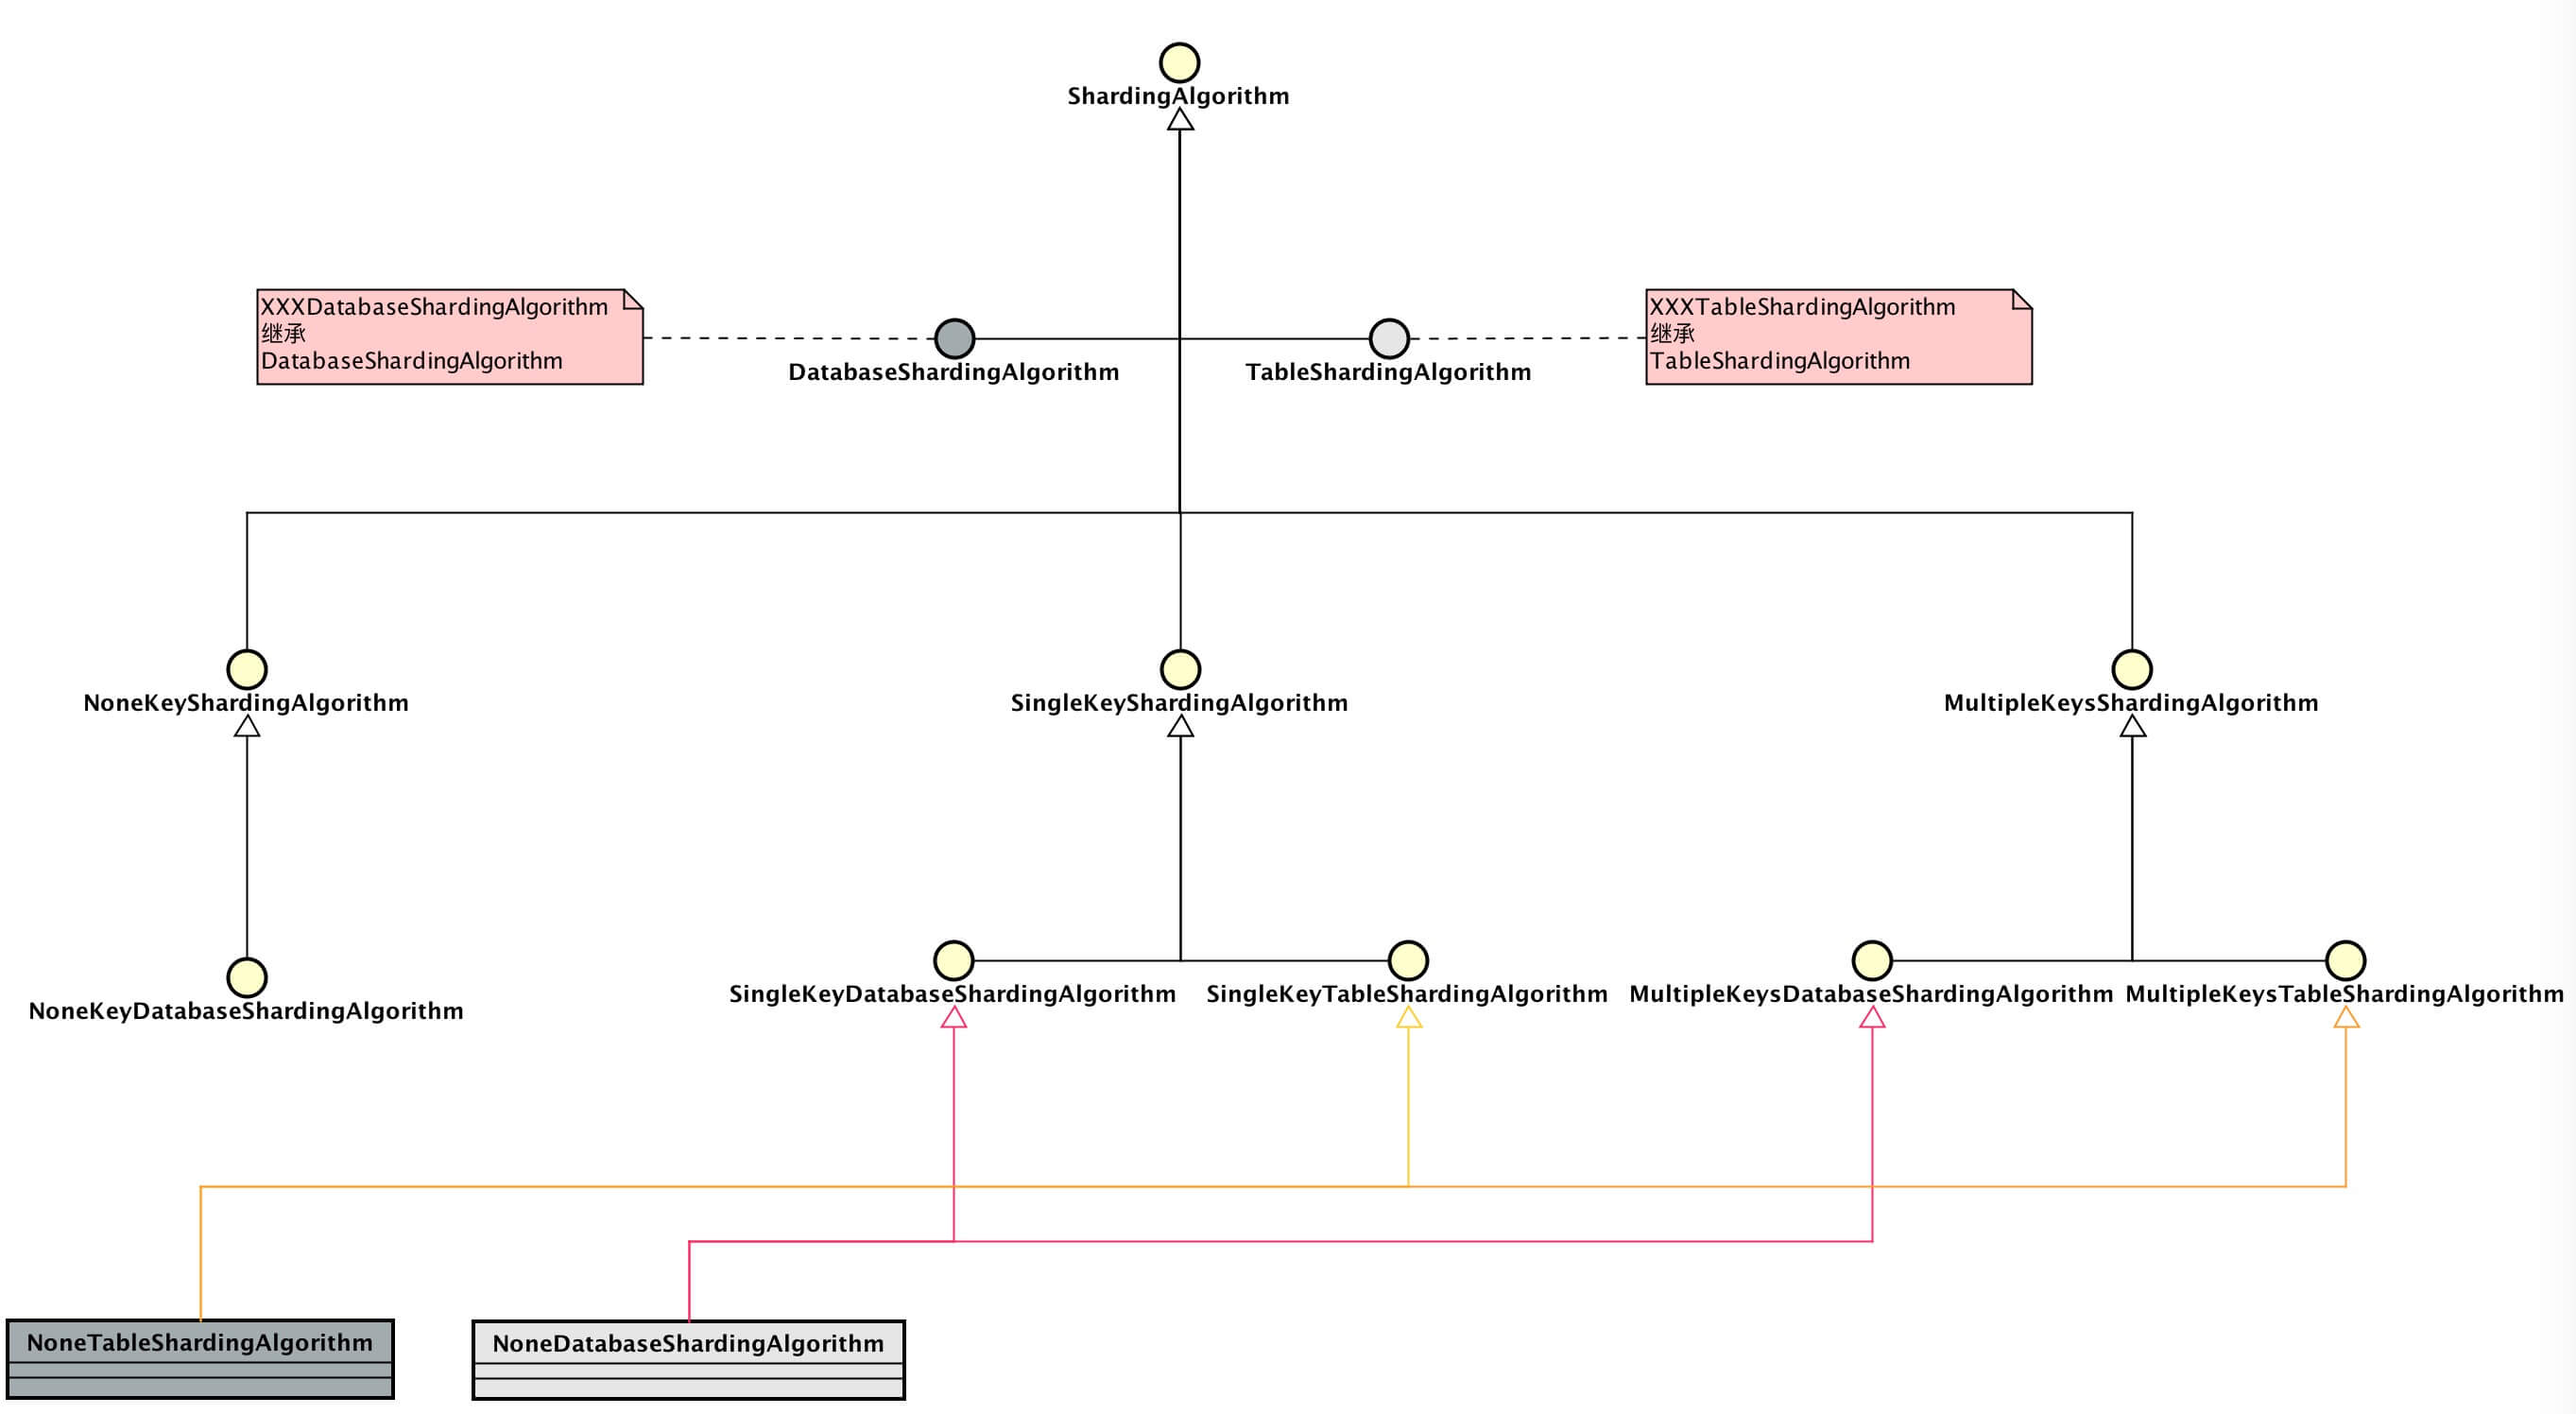 ShardingAlgorithm
XXXDatabaseShardingAlgorithm
继承
DatabaseShardingAlgorithm
DatabaseShardingAlgorithm
TableShardingAlgorithm
XXXTableShardingAlgorithm
继承
TableShardingAlgorithm
NoneKeyShardingAlgorithm
SingleKeyShardingAlgorithm
MultipleKeysShardingAlgorithm
NoneKeyDatabaseShardingAlgorithm
SingleKeyDatabaseShardingAlgorithm
SingleKeyTableShardingAlgorithm
MultipleKeysDatabaseShardingAlgorithm
MultipleKeysTableShardingAlgorithm
NoneTableShardingAlgorithm
NoneDatabaseShardingAlgorithm